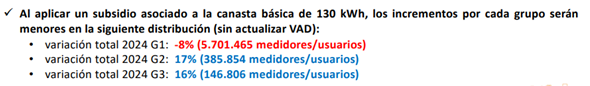 ✓ Al aplicar un subsidio asociado a la canasta básica de 130 kWh, los incrementos por cada grupo serán
menores en la siguiente distribución (sin actualizar VAD):
• variación total 2024 G1: -8% (5.701.465 medidores/usuarios)
• variación total 2024 G2: 17% (385.854 medidores/usuarios)
• variación total 2024 G3: 16% (146.806 medidores/usuarios)